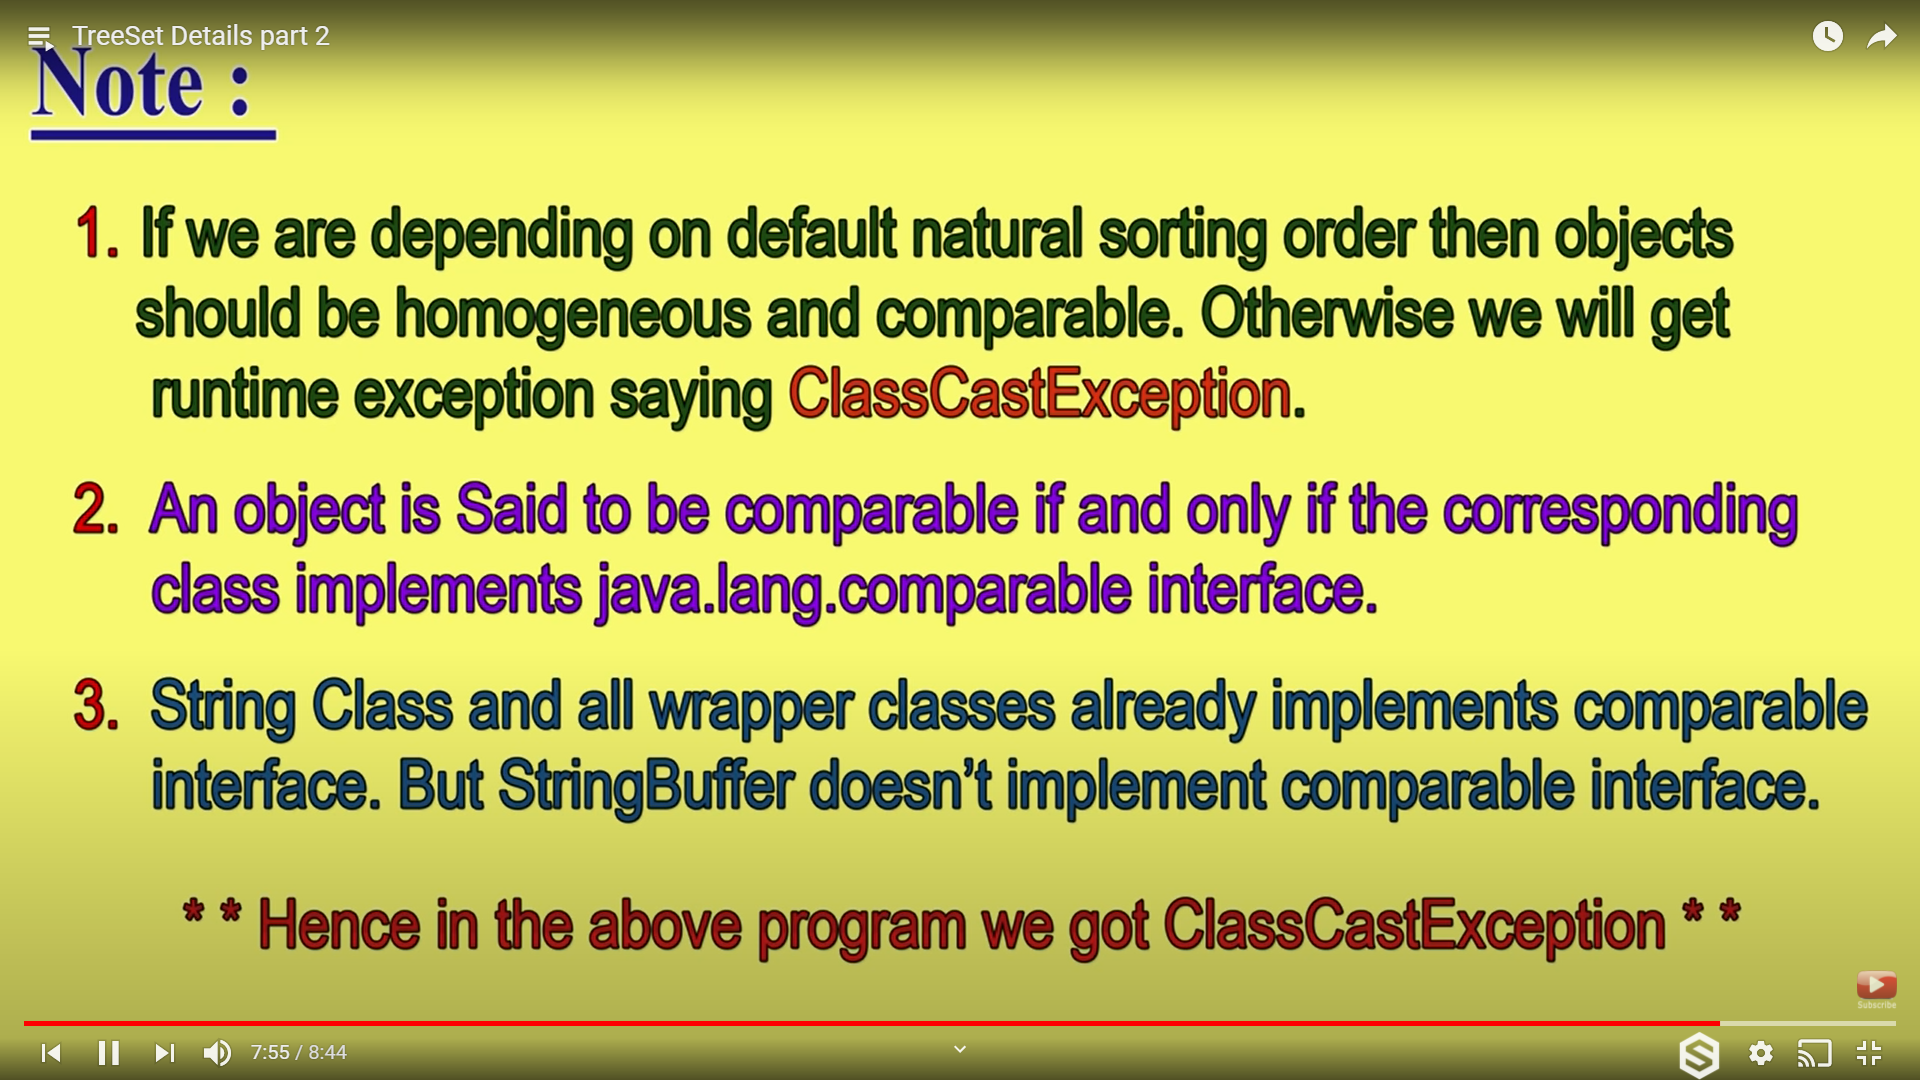 TreeSet Details part 2
Note :
1. If we are depending on default natural sorting order then objects
should be homogeneous and comparable. Otherwise we will get
runtime exception saying ClassCastException.
2. An object is Said to be comparable if and only if the corresponding
class implements java.lang.comparable interface.
3. String Class and all wrapper classes already implements comparable
interface. But StringBuffer doesn’t implement comparable interface.
* * Hence in the above program we got ClassCastException * *
Subscribe
7:55 / 8:44